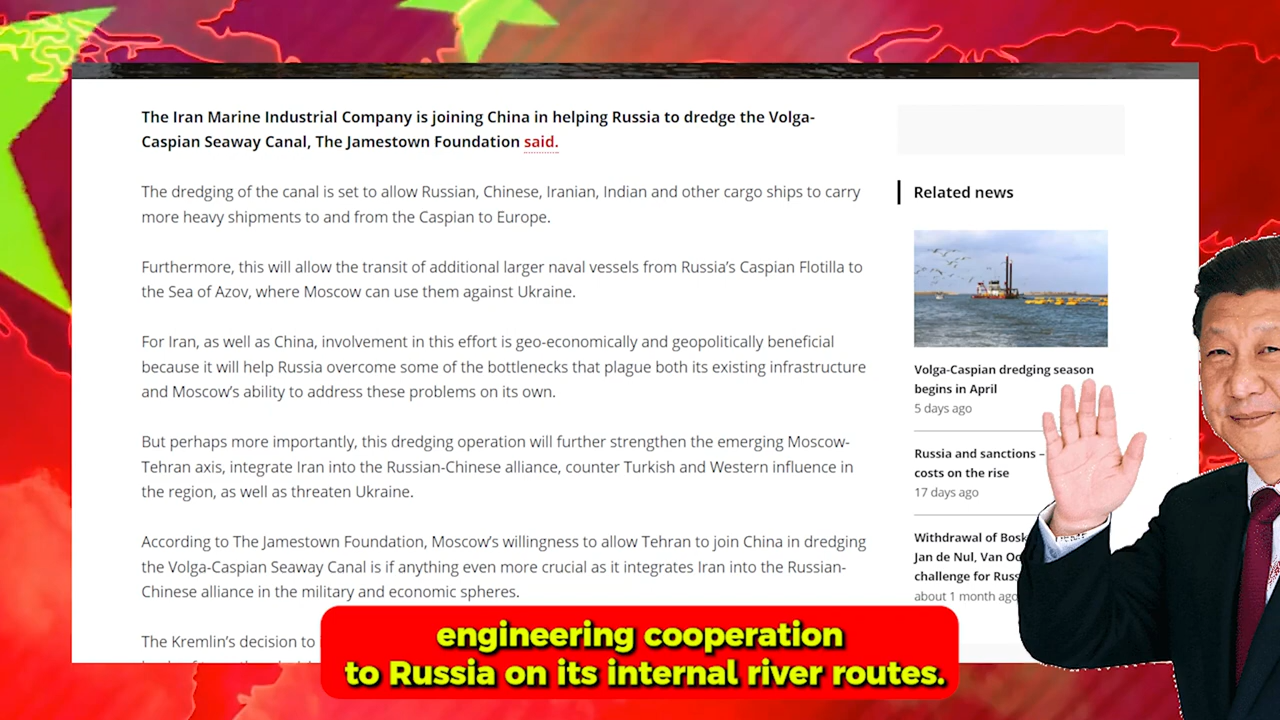 The Iran Marine Industrial Company is joining China in helping Russia to dredge the Volga-
Caspian Seaway Canal, The Jamestown Foundation said.
The dredging of the canal is set to allow Russian, Chinese, Iranian, Indian and other cargo ships to carry
more heavy shipments to and from the Caspian to Europe.
Furthermore, this will allow the transit of additional larger naval vessels from Russia's Caspian Flotilla to
the Sea of Azov, where Moscow can use them against Ukraine.
For Iran, as well as China, involvement in this effort is geo-economically and geopolitically beneficial
because it will help Russia overcome some of the bottlenecks that plague both its existing infrastructure
and Moscow's ability to address these problems on its own.
But perhaps more importantly, this dredging operation will further strengthen the emerging Moscow-
Tehran axis, integrate Iran into the Russian-Chinese alliance, counter Turkish and Western influence in
the region, as well as threaten Ukraine.
According to The Jamestown Foundation, Moscow's willingness to allow Tehran to join China in dredging
the Volga-Caspian Seaway Canal is if anything even more crucial as it integrates Iran into the Russian-
Chinese alliance in the military and economic spheres.
The Kremlin's decision to
Related news
Volga-Caspian dredging season
begins in April
5 days ago
Russia and sanctions –
costs on the rise
17 days ago
Withdrawal of
Jan de Nul, Van
challenge for
about 1 month ago
engineering cooperation
to Russia on its internal river routes.